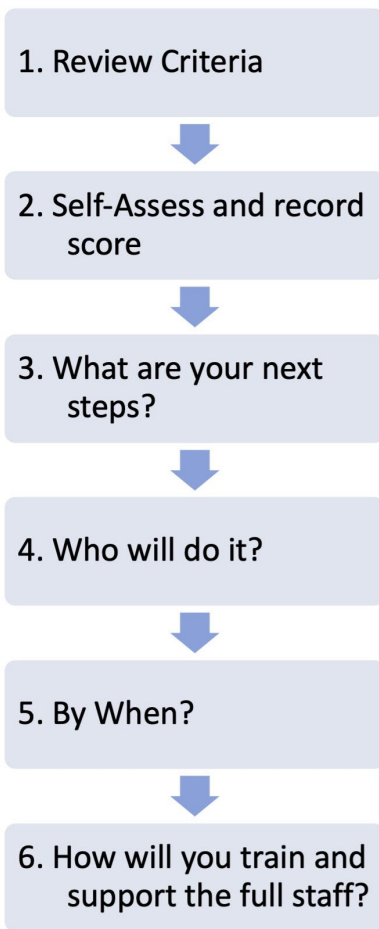 1. Review Criteria
2. Self-Assess and record
score
3. What are your next
steps?
4. Who will do it?
5. By When?
6. How will you train and
support the full staff?